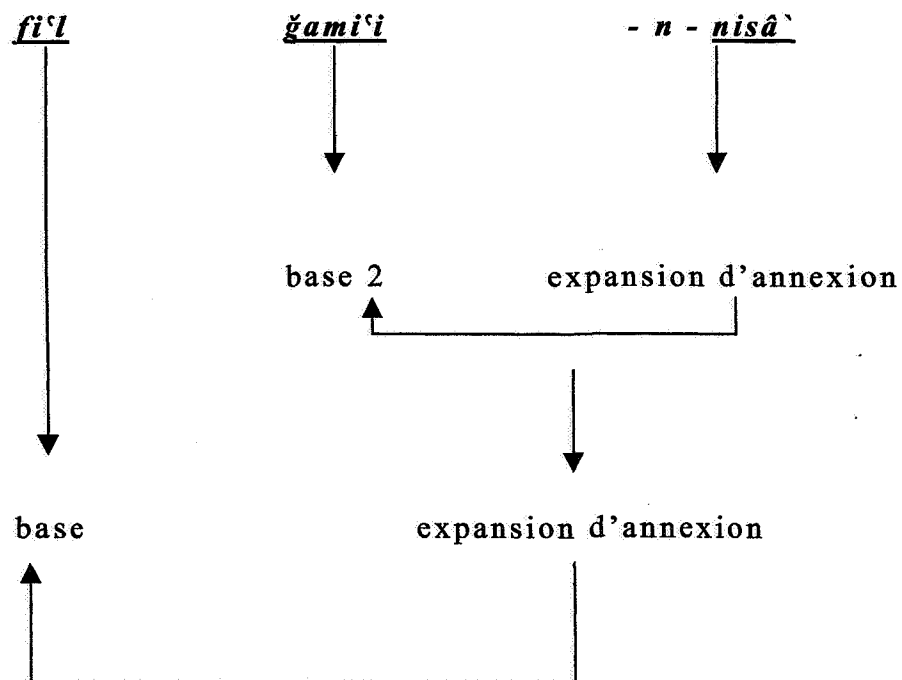 fiʿl ǧamiʿi - n - nisâ`
base 2 expansion d’annexion
base expansion d’annexion